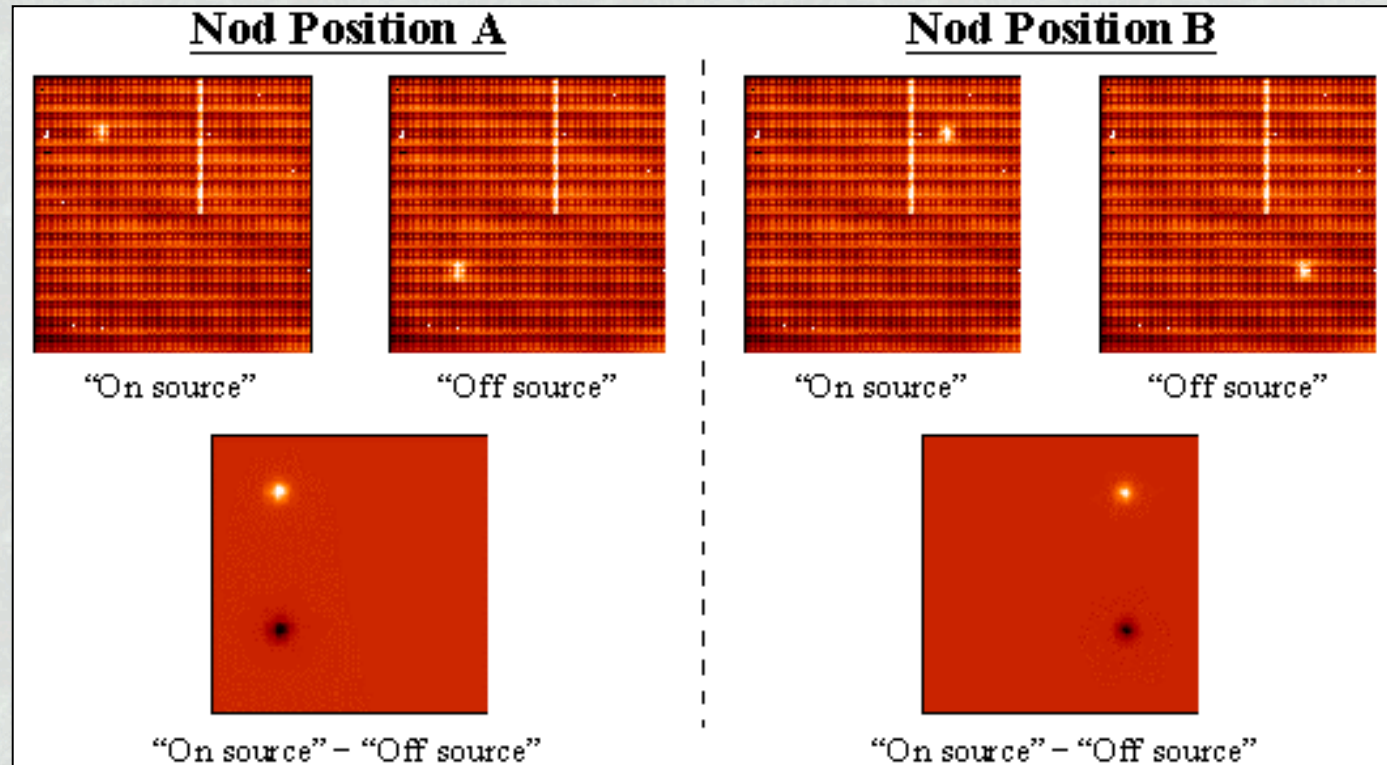 Nod Position A
Nod Position B
“On source”
“Off source”
“On source”
“Off source”
“On source” – “Off source”
“On source” – “Off source”